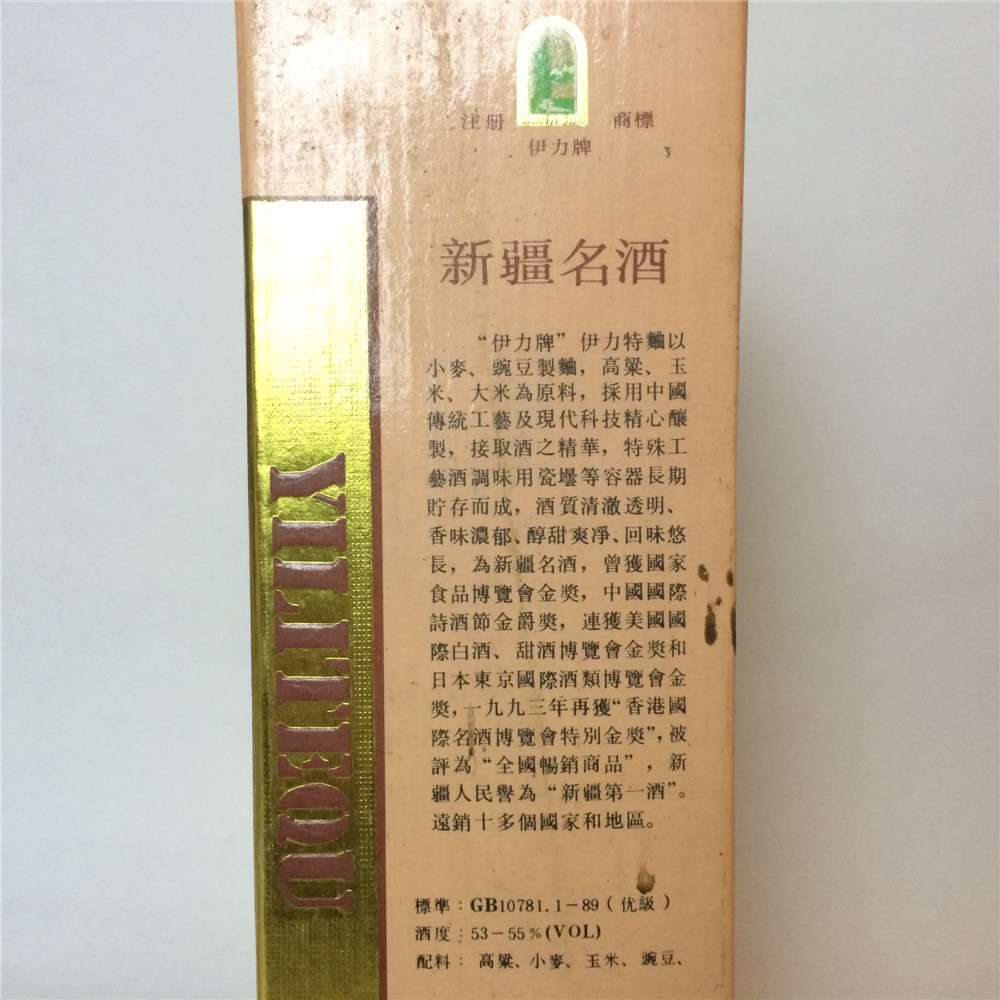 注册 商標
伊力牌
新疆名酒
“伊力牌”伊力特麯以
小麥、豌豆製麯，高粱、玉
米、大米為原料，採用中國
傳統工藝及現代科技精心釀
製，接取酒之精華，特殊工
藝酒調味用瓷壜等容器長期
貯存而成，酒質清澈透明、
香味濃郁、醇甜爽凈、回味悠
長，為新疆名酒，曾獲國家
食品博覽會金獎，中國國際
詩酒節金爵獎，連獲美國國
際白酒、甜酒博覽會金獎和
日本東京國際酒類博覽會金
獎，一九九三年再獲“香港國
際名酒博覽會特別金獎”，被
評為“全國暢銷商品”，新
疆人民譽為“新疆第一酒”。
遠銷十多個國家和地區。
標準：GB10781.1－89（优級）
酒度：53－55%(VOL)
配料：高粱、小麥、玉米、豌豆、
YILITEQU